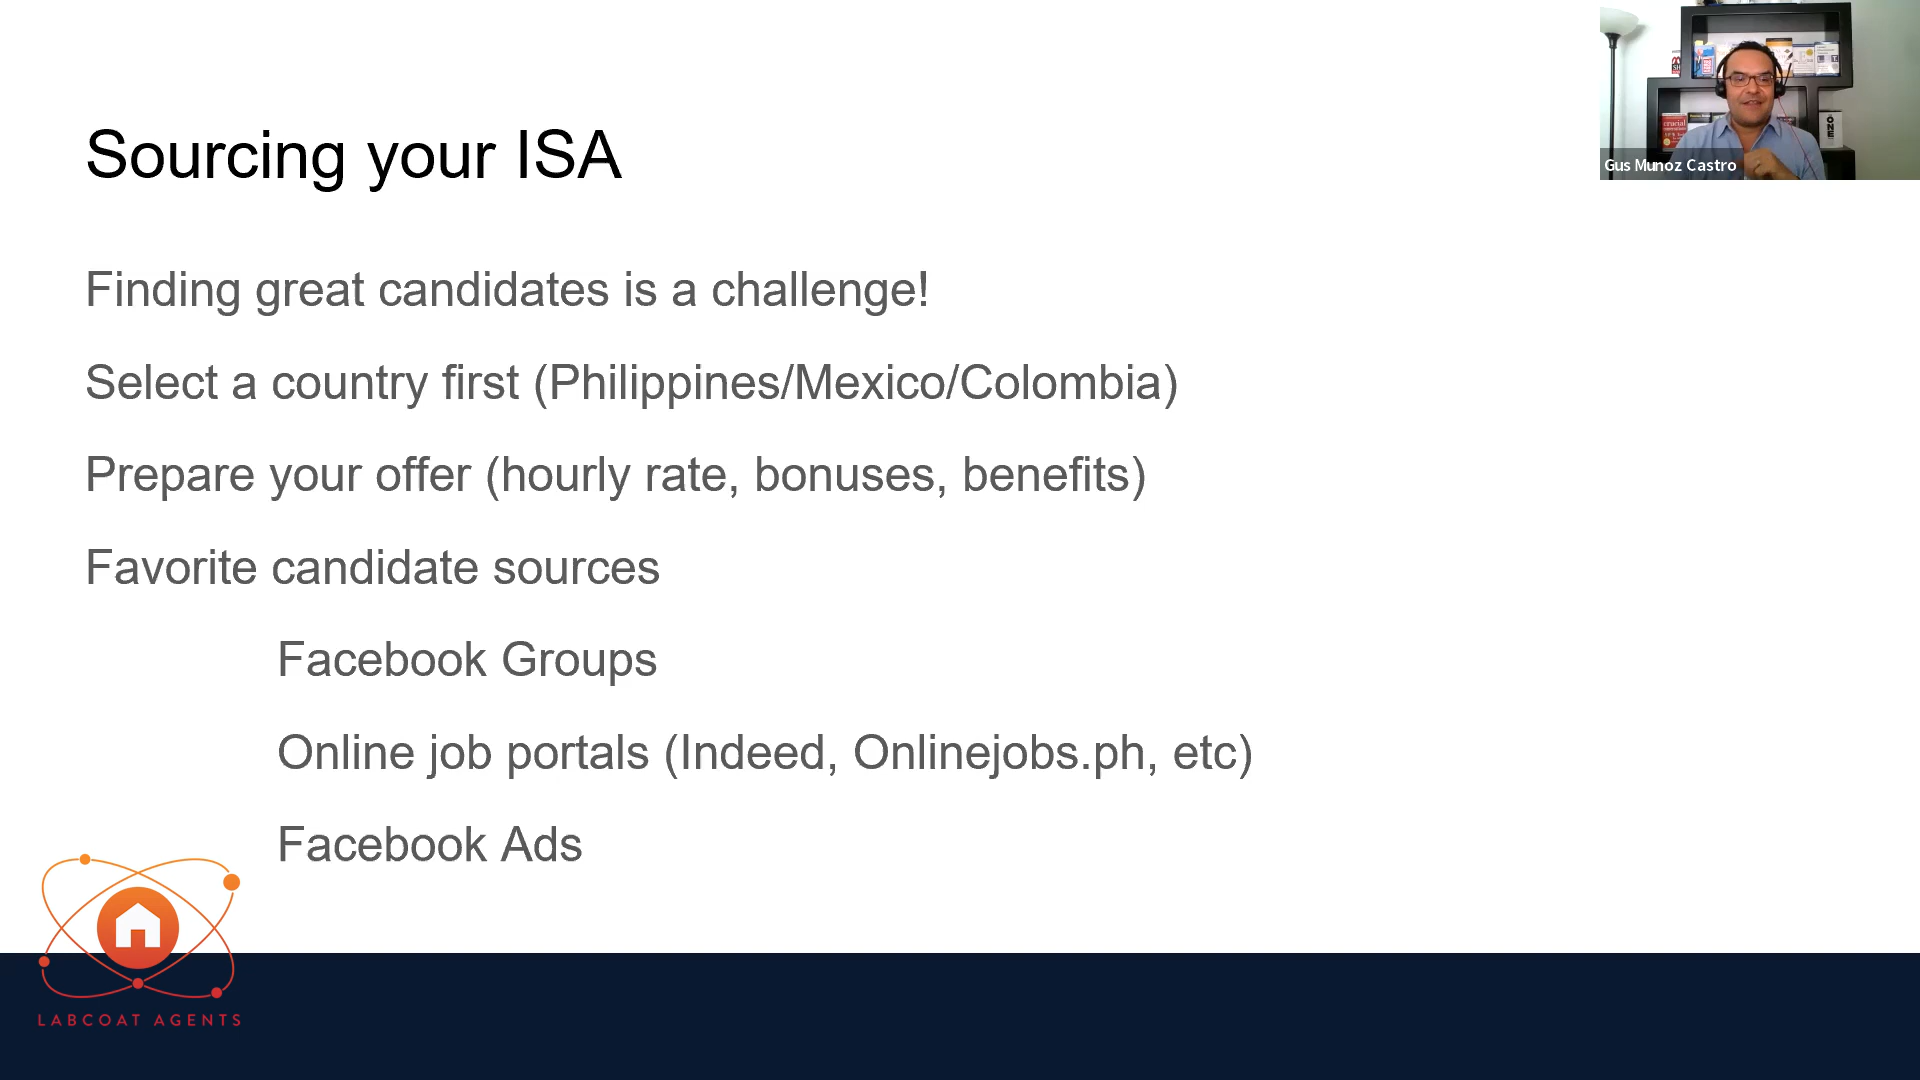 Sourcing your ISA
Finding great candidates is a challenge!
Select a country first (Philippines/Mexico/Colombia)
Prepare your offer (hourly rate, bonuses, benefits)
Favorite candidate sources
Facebook Groups
Online job portals (Indeed, Onlinejobs.ph, etc)
Facebook Ads
LABCOAT AGENTS
crucial
ONE
Gus Munoz Castro